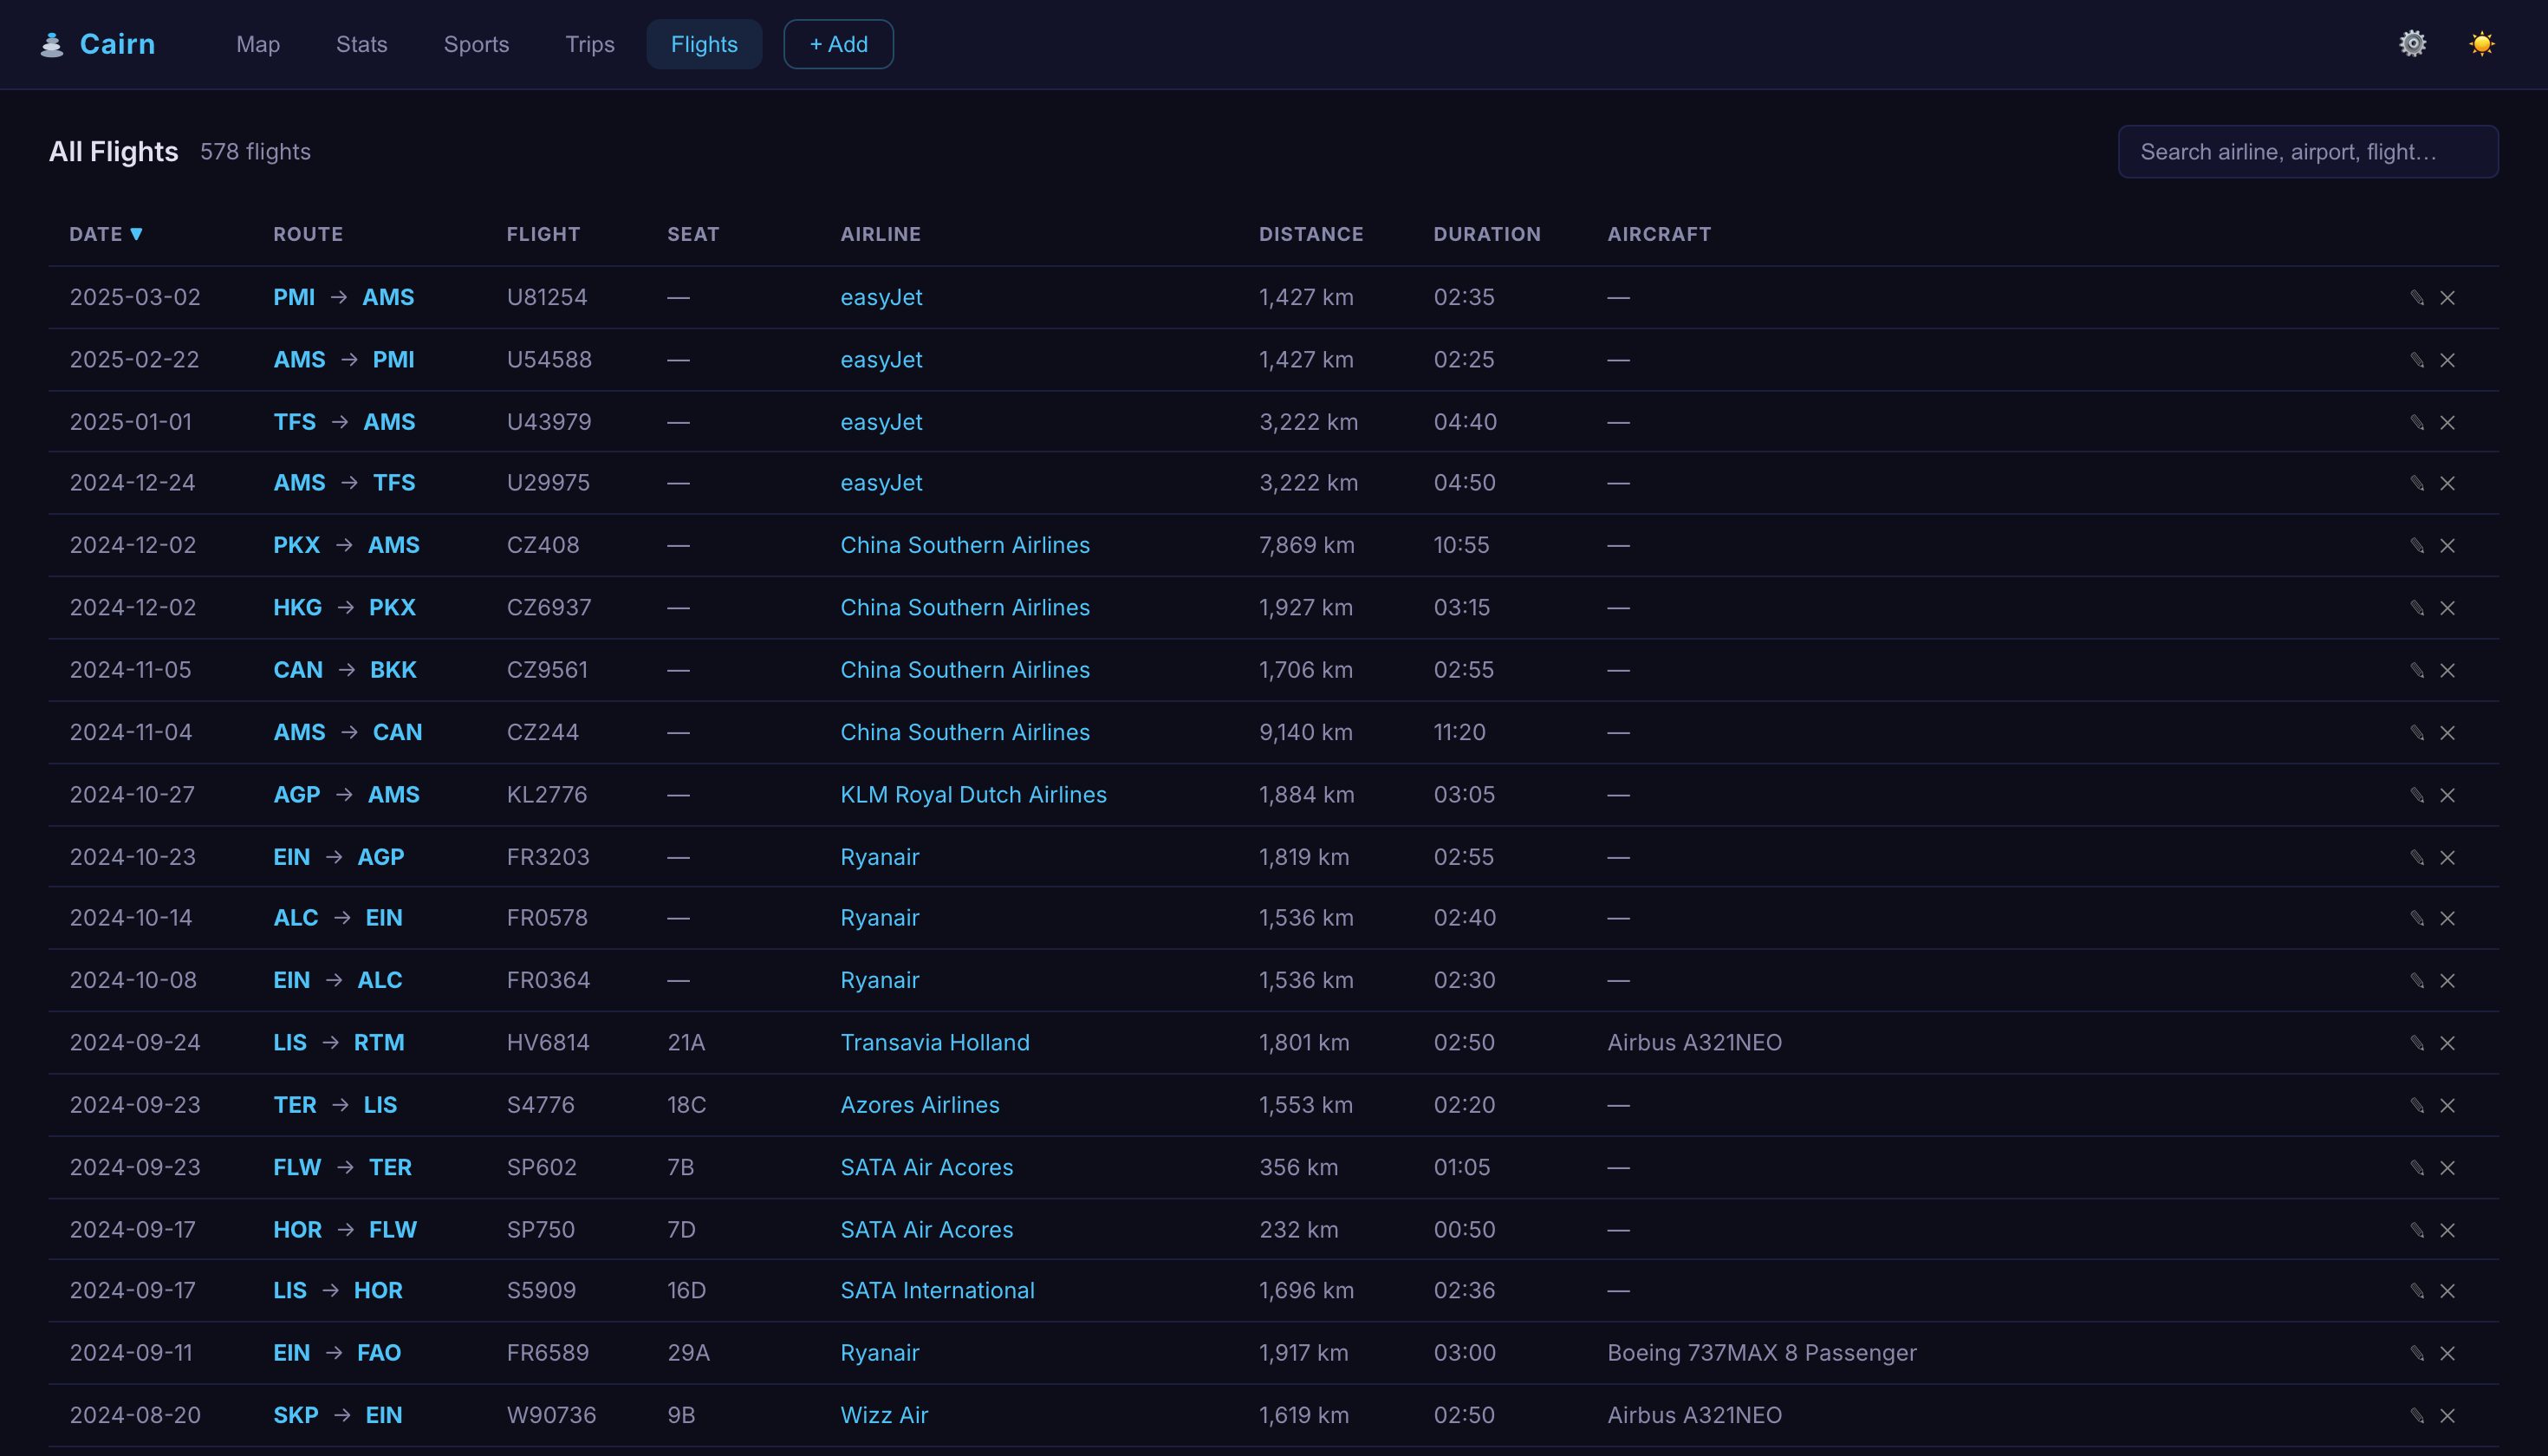 Cairn Map Stats Sports Trips Flights + Add
All Flights 578 flights Search airline, airport, flight...
DATE ▼ ROUTE FLIGHT SEAT AIRLINE DISTANCE DURATION AIRCRAFT
2025-03-02 PMI → AMS U81254 — easyJet 1,427 km 02:35 —
2025-02-22 AMS → PMI U54588 — easyJet 1,427 km 02:25 —
2025-01-01 TFS → AMS U43979 — easyJet 3,222 km 04:40 —
2024-12-24 AMS → TFS U29975 — easyJet 3,222 km 04:50 —
2024-12-02 PKX → AMS CZ408 — China Southern Airlines 7,869 km 10:55 —
2024-12-02 HKG → PKX CZ6937 — China Southern Airlines 1,927 km 03:15 —
2024-11-05 CAN → BKK CZ9561 — China Southern Airlines 1,706 km 02:55 —
2024-11-04 AMS → CAN CZ244 — China Southern Airlines 9,140 km 11:20 —
2024-10-27 AGP → AMS KL2776 — KLM Royal Dutch Airlines 1,884 km 03:05 —
2024-10-23 EIN → AGP FR3203 — Ryanair 1,819 km 02:55 —
2024-10-14 ALC → EIN FR0578 — Ryanair 1,536 km 02:40 —
2024-10-08 EIN → ALC FR0364 — Ryanair 1,536 km 02:30 —
2024-09-24 LIS → RTM HV6814 21A Transavia Holland 1,801 km 02:50 Airbus A321NEO
2024-09-23 TER → LIS S4776 18C Azores Airlines 1,553 km 02:20 —
2024-09-23 FLW → TER SP602 7B SATA Air Acores 356 km 01:05 —
2024-09-17 HOR → FLW SP750 7D SATA Air Acores 232 km 00:50 —
2024-09-17 LIS → HOR S5909 16D SATA International 1,696 km 02:36 —
2024-09-11 EIN → FAO FR6589 29A Ryanair 1,917 km 03:00 Boeing 737MAX 8 Passenger
2024-08-20 SKP → EIN W90736 9B Wizz Air 1,619 km 02:50 Airbus A321NEO